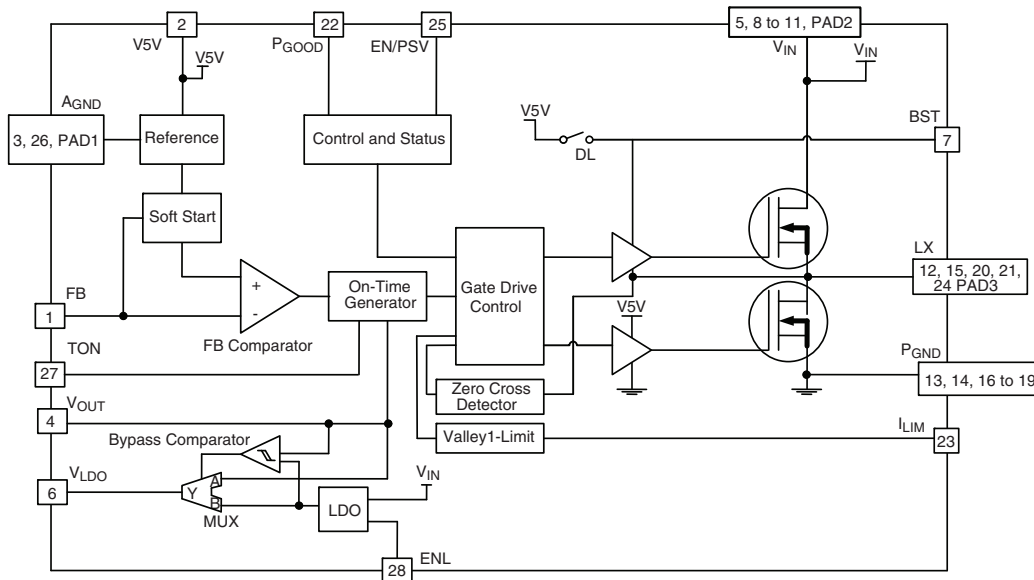 2
22
25
5, 8 to 11, PAD2
V5V
PGOOD
EN/PSV
VIN
VIN
V5V
AGND
3, 26, PAD1
Reference
Control and Status
V5V
DL
BST
7
Soft Start
LX
12, 15, 20, 21,
24 PAD3
FB
1
+
-
FB Comparator
On-Time
Generator
Gate Drive
Control
V5V
TON
27
PGND
13, 14, 16 to 19
Zero Cross
Detector
VOUT
4
Bypass Comparator
Valley1-Limit
ILIM
23
VLDO
6
Y
A
B
MUX
LDO
VIN
ENL
28